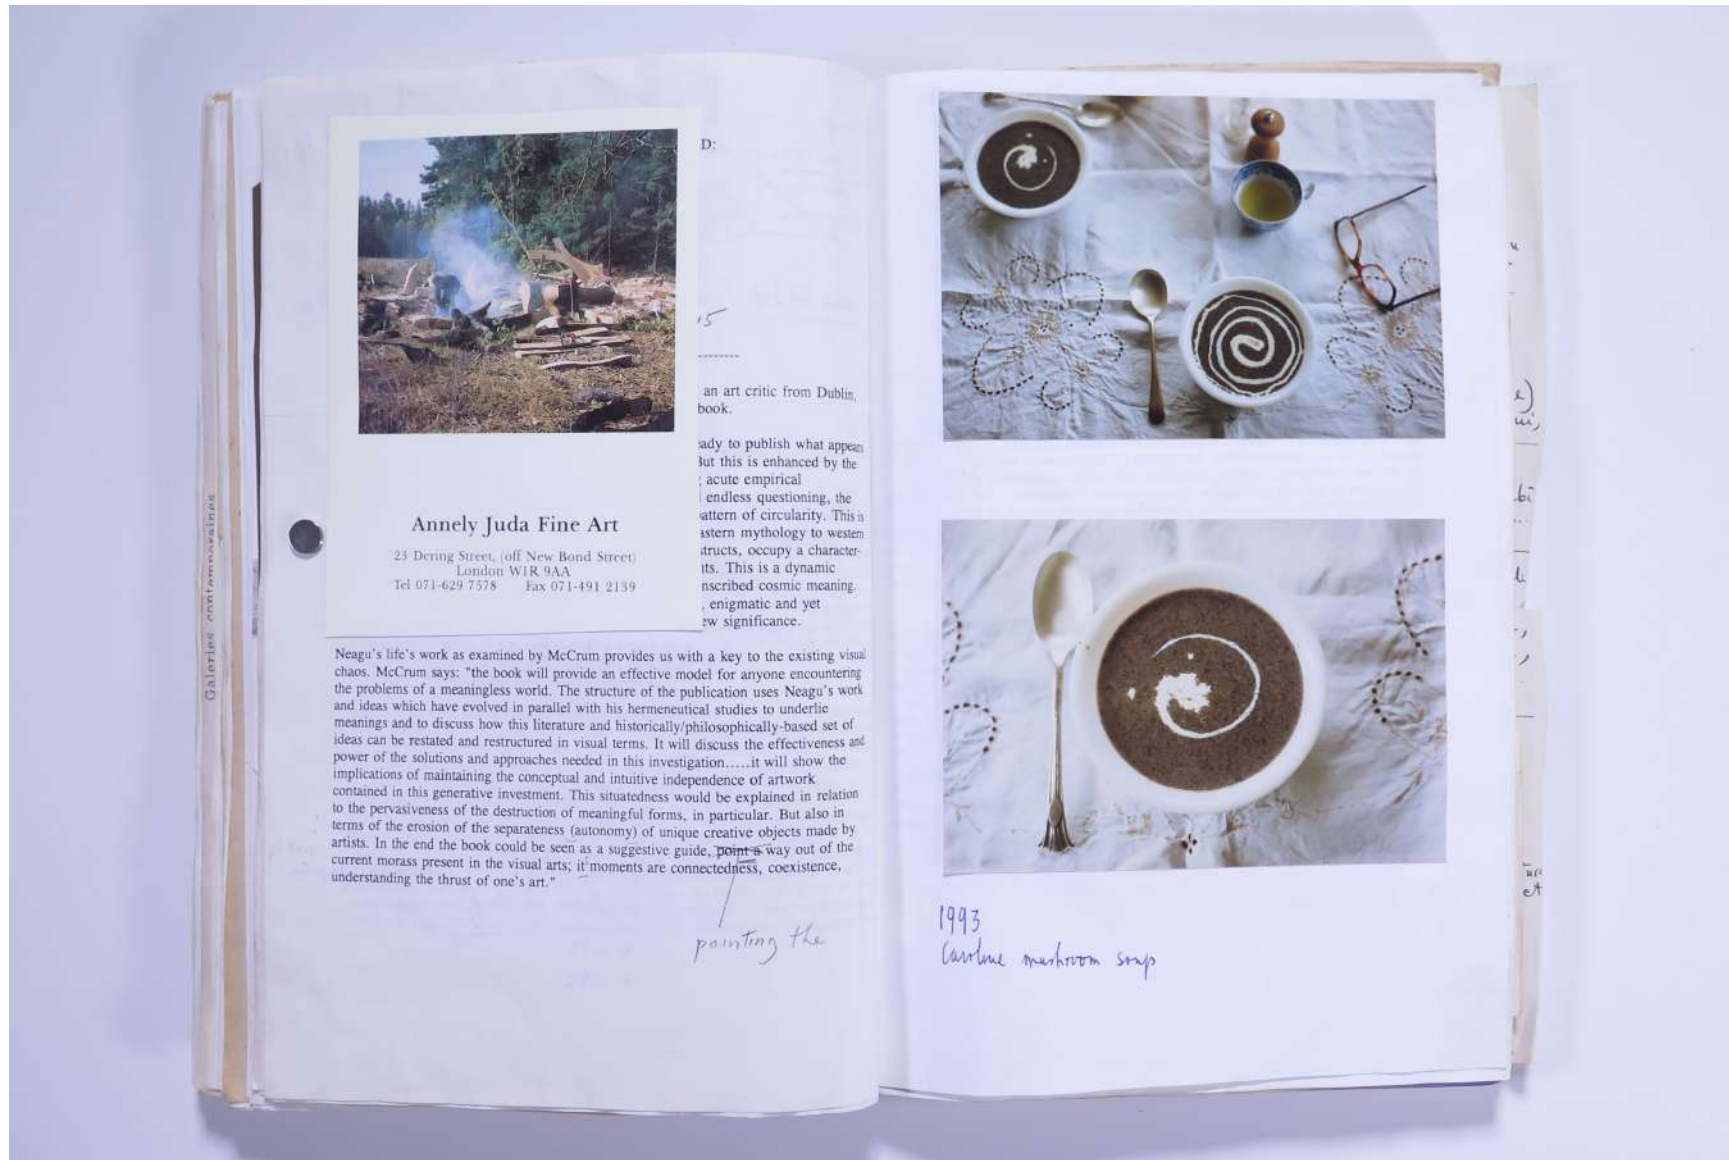 D:
15
an art critic from Dublin,
book.
ady to publish what appears
But this is enhanced by the
acute empirical
endless questioning, the
attern of circularity. This is
astern mythology to western
structs, occupy a character-
nts. This is a dynamic
nscribed cosmic meaning.
, enigmatic and yet
ew significance.
Annely Juda Fine Art
23 Dering Street, (off New Bond Street)
London W1R 9AA
Tel 071-629 7578 Fax 071-491 2139
Galeries contemporaines
Neagu's life's work as examined by McCrum provides us with a key to the existing visual
chaos. McCrum says: "the book will provide an effective model for anyone encountering
the problems of a meaningless world. The structure of the publication uses Neagu's work
and ideas which have evolved in parallel with his hermeneutical studies to underlie
meanings and to discuss how this literature and historically/philosophically-based set of
ideas can be restated and restructured in visual terms. It will discuss the effectiveness and
power of the solutions and approaches needed in this investigation.....it will show the
implications of maintaining the conceptual and intuitive independence of artwork
contained in this generative investment. This situatedness would be explained in relation
to the pervasiveness of the destruction of meaningful forms, in particular. But also in
terms of the erosion of the separateness (autonomy) of unique creative objects made by
artists. In the end the book could be seen as a suggestive guide, point a way out of the
current morass present in the visual arts; it moments are connectedness, coexistence,
understanding the thrust of one's art."
pointing the
1993
Caroline mushroom soup